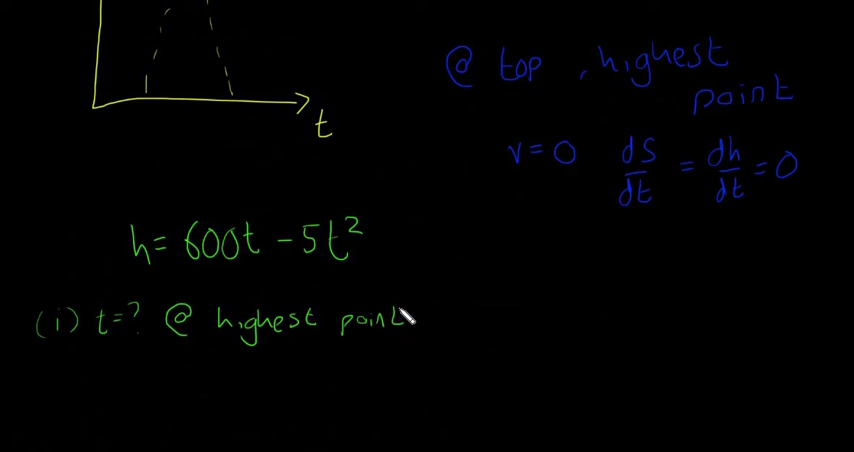 t
@ top , highest
point
v = 0 dS/dt = dh/dt = 0
h = 600t - 5t²
(i) t = ? @ highest point